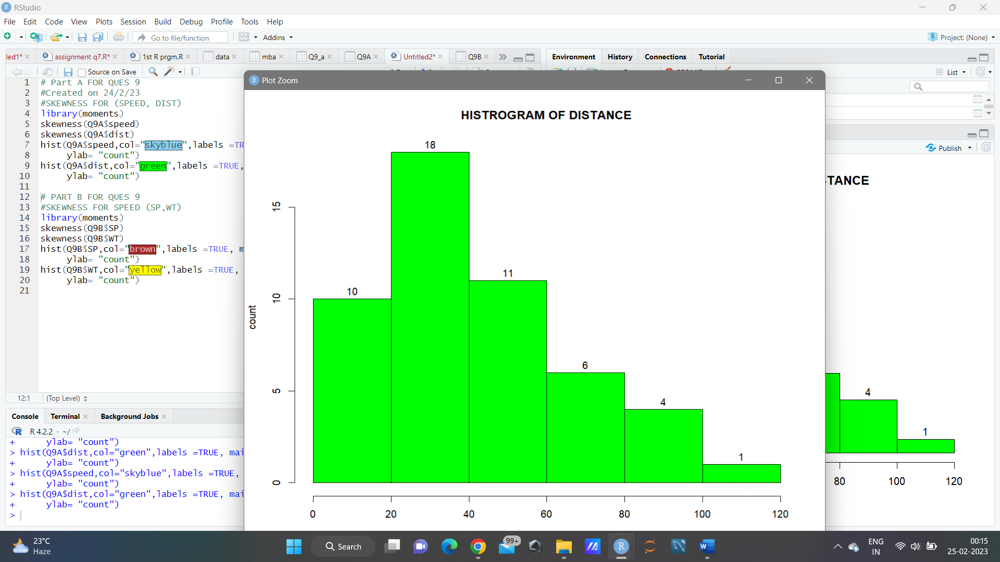 RStudio
File Edit Code View Plots Session Build Debug Profile Tools Help
Go to file/function Addins Project: (None)
led1* assignment q7.R* 1st R prgm.R data mba Q9_a Q9A Untitled2* Q9B
Environment History Connections Tutorial
Source on Save
List
Plot Zoom
1 # Part A FOR QUES 9
2 #Created on 24/2/23
3 #SKEWNESS FOR (SPEED, DIST)
4 library(moments)
5 skewness(Q9A$speed)
6 skewness(Q9A$dist)
7 hist(Q9A$speed,col="skyblue",labels =TR
8 ylab= "count")
9 hist(Q9A$dist,col="green",labels =TRUE,
10 ylab= "count")
11
12 # PART B FOR QUES 9
13 #SKEWNESS FOR SPEED (SP,WT)
14 library(moments)
15 skewness(Q9B$SP)
16 skewness(Q9B$WT)
17 hist(Q9B$SP,col="brown",labels =TRUE, m
18 ylab= "count")
19 hist(Q9B$WT,col="yellow",labels =TRUE,
20 ylab= "count")
21
12:1 (Top Level)
Console Terminal Background Jobs
R 4.2.2 · ~/
+ ylab= "count")
> hist(Q9A$dist,col="green",labels =TRUE, mai
+ ylab= "count")
> hist(Q9A$speed,col="skyblue",labels =TRUE,
+ ylab= "count")
> hist(Q9A$dist,col="green",labels =TRUE, mai
+ ylab= "count")
>
HISTROGRAM OF DISTANCE
18
15
11
10
10
count
6
5
4
1
0
0 20 40 60 80 100 120
Publish
TANCE
4
1
80 100 120
23°C
Haze
Search
99+
ENG
IN
00:15
25-02-2023